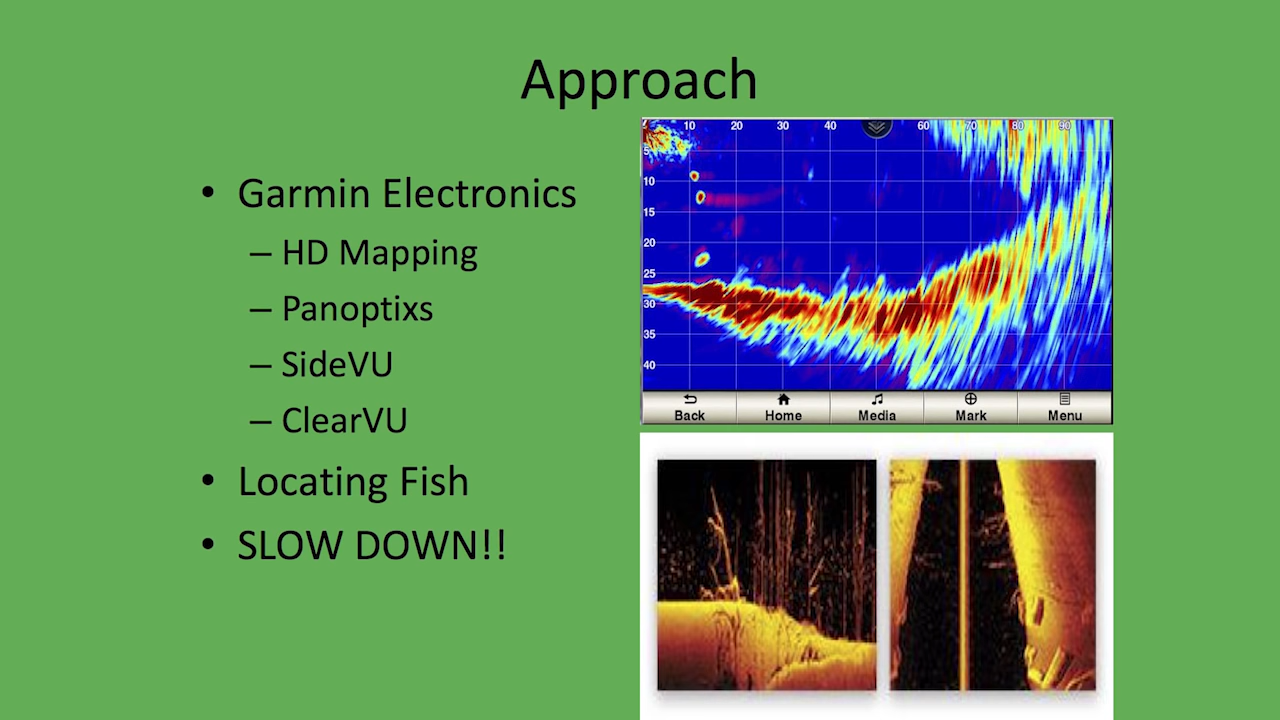 Approach
• Garmin Electronics
– HD Mapping
– Panoptixs
– SideVU
– ClearVU
• Locating Fish
• SLOW DOWN!!
10 20 30 40 60 70 80 90
5
10
15
20
25
30
35
40
Back Home Media Mark Menu